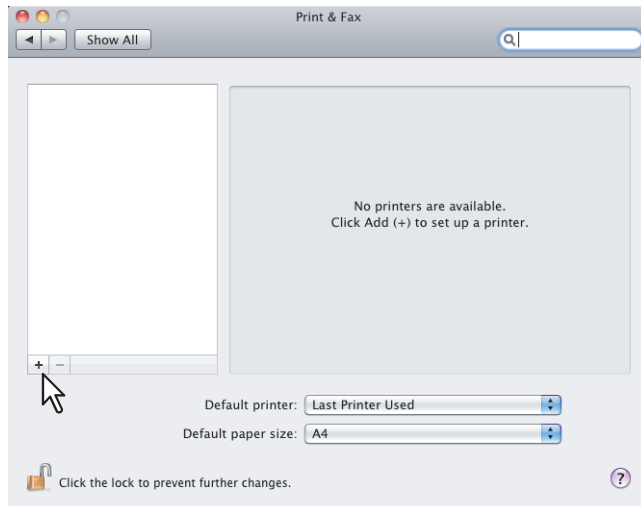 Print & Fax
Show All
No printers are available.
Click Add (+) to set up a printer.
+ −
Default printer: Last Printer Used
Default paper size: A4
Click the lock to prevent further changes.
?